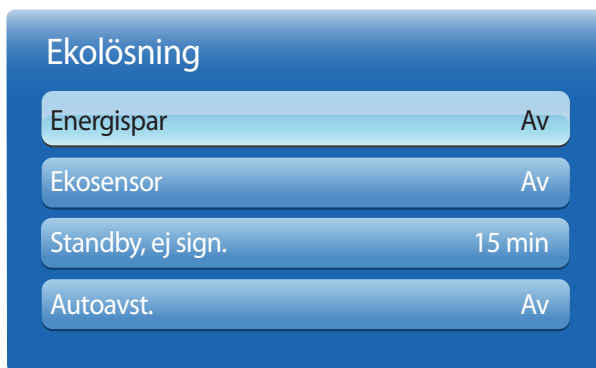 Ekolösning
Energispar Av
Ekosensor Av
Standby, ej sign. 15 min
Autoavst. Av